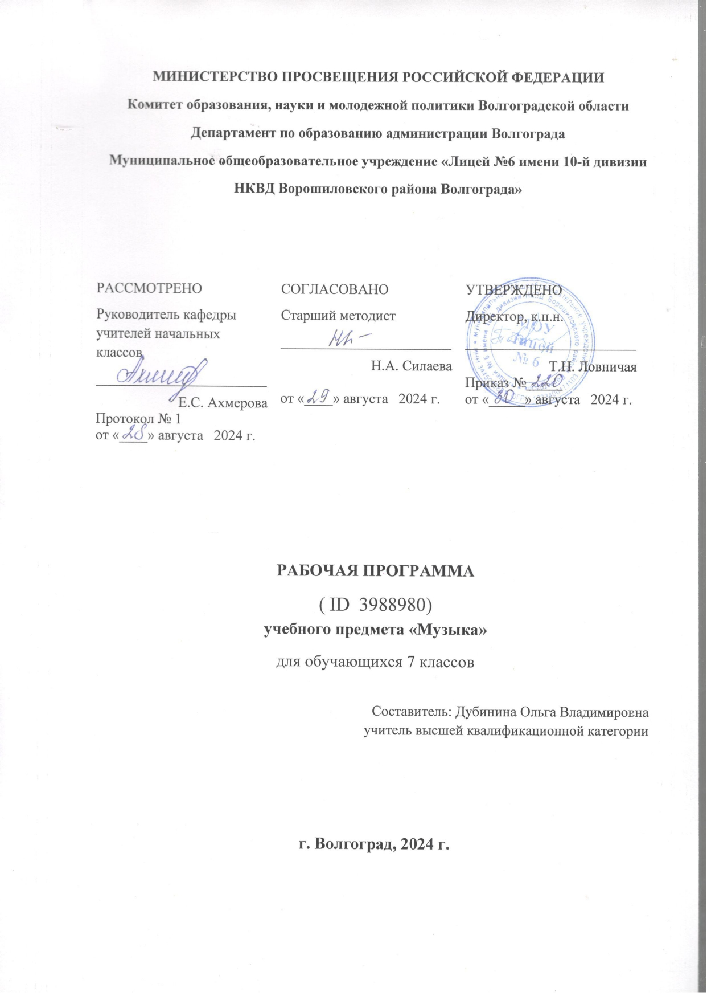 МИНИСТЕРСТВО ПРОСВЕЩЕНИЯ РОССИЙСКОЙ ФЕДЕРАЦИИ
Комитет образования, науки и молодежной политики Волгоградской области
Департамент по образованию администрации Волгограда
Муниципальное общеобразовательное учреждение «Лицей №6 имени 10-й дивизии
НКВД Ворошиловского района Волгограда»
РАССМОТРЕНО
Руководитель кафедры
учителей начальных
классов
Е.С. Ахмерова
Протокол № 1
от «28» августа 2024 г.
СОГЛАСОВАНО
Старший методист
Н.А. Силаева
от «29» августа 2024 г.
УТВЕРЖДЕНО
Директор, к.п.н.
МОУ
Лицей
№ 6
Т.Н. Ловничая
Приказ № 220
от «30» августа 2024 г.
РАБОЧАЯ ПРОГРАММА
( ID 3988980)
учебного предмета «Музыка»
для обучающихся 7 классов
Составитель: Дубинина Ольга Владимировна
учитель высшей квалификационной категории
г. Волгоград, 2024 г.